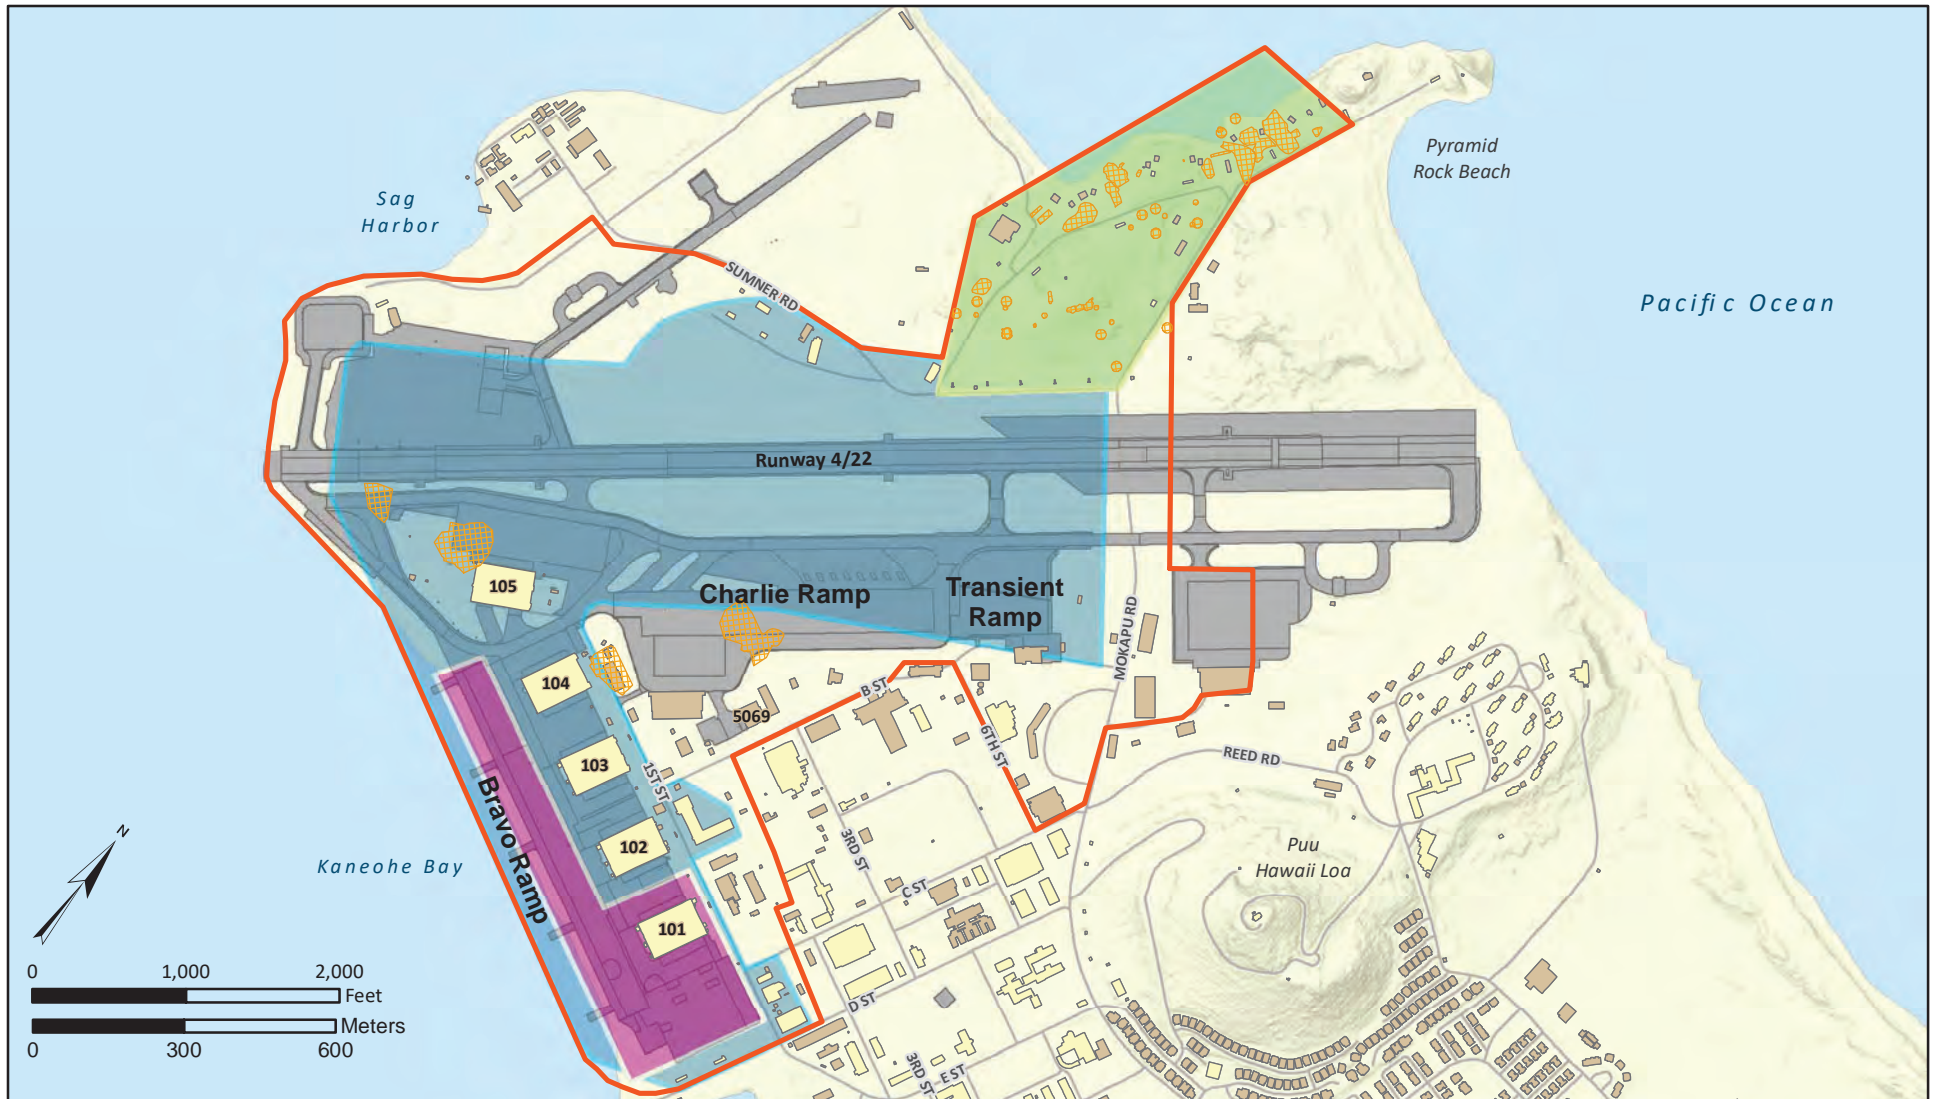 Pyramid
Rock Beach
Sag
Harbor
SUMNER RD
Pacific Ocean
Runway 4/22
105
Charlie Ramp
Transient
Ramp
MOKAPU RD
104
B ST
5069
6TH ST
103
1ST ST
REED RD
Bravo Ramp
102
3RD ST
Puu
Hawaii Loa
Kaneohe Bay
C ST
101
N
D ST
0 1,000 2,000
Feet
Meters
0 300 600
3RD ST
E ST